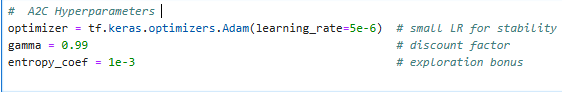 #  A2C Hyperparameters
optimizer = tf.keras.optimizers.Adam(learning_rate=5e-6)  # small LR for stability
gamma = 0.99                                              # discount factor
entropy_coef = 1e-3                                       # exploration bonus